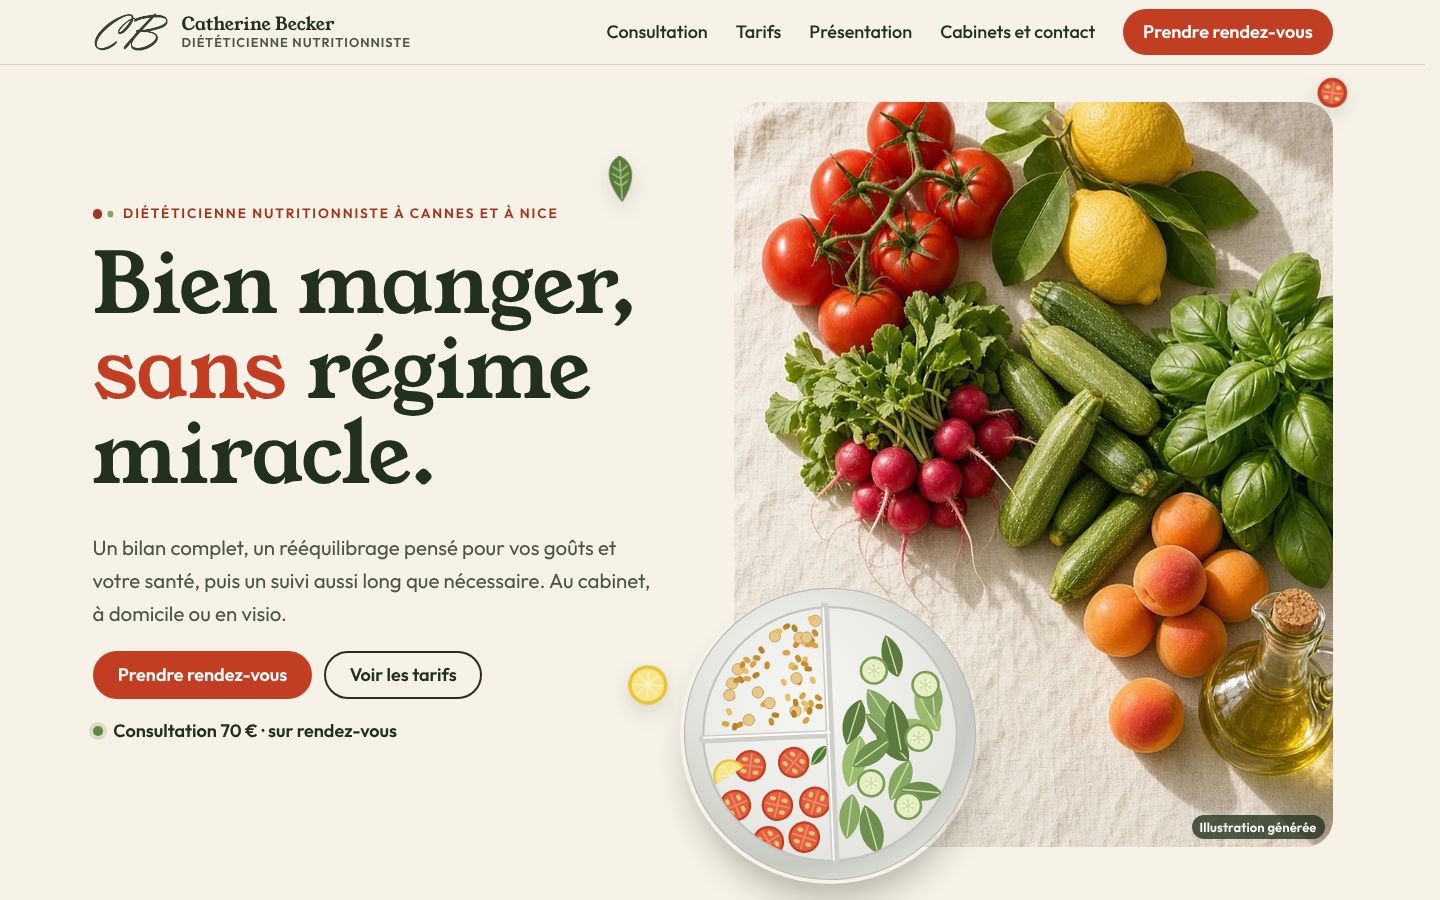 CB
Catherine Becker
DIÉTÉTICIENNE NUTRITIONNISTE
Consultation
Tarifs
Présentation
Cabinets et contact
Prendre rendez-vous
DIÉTÉTICIENNE NUTRITIONNISTE À CANNES ET À NICE
Bien manger,
sans régime
miracle.
Un bilan complet, un rééquilibrage pensé pour vos goûts et
votre santé, puis un suivi aussi long que nécessaire. Au cabinet,
à domicile ou en visio.
Prendre rendez-vous
Voir les tarifs
Consultation 70 € · sur rendez-vous
Illustration générée